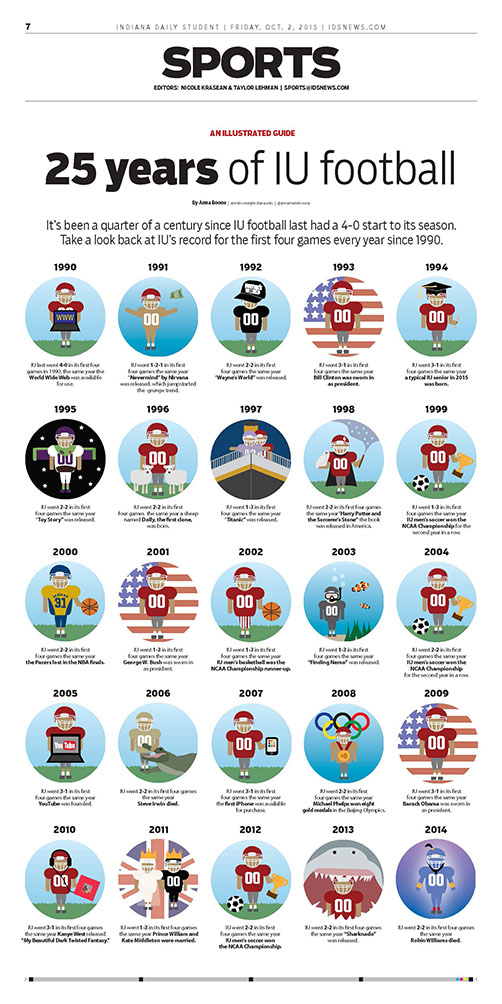 7
INDIANA DAILY STUDENT | FRIDAY, OCT. 2, 2015 | IDSNEWS.COM
SPORTS
EDITORS: NICOLE KRASEAN & TAYLOR LEHMAN | SPORTS@IDSNEWS.COM
AN ILLUSTRATED GUIDE
25 years of IU football
By Anna Boone
It's been a quarter of a century since IU football last had a 4-0 start to its season.
Take a look back at IU's record for the first four games every year since 1990.
1990
WWW
IU last went 4-0 in its first four
games in 1990, the same year the
World Wide Web was available
for use.
1991
00
IU went 1-2-1 in its first
four games the same year
"Nevermind" by Nirvana
was released, which jumpstarted
the grunge trend.
1992
00
IU went 2-2 in its first
four games the same year
"Wayne's World" was released.
1993
00
IU went 3-1 in its first
four games the same year
Bill Clinton was sworn in
as president.
1994
00
IU went 3-1 in its first
four games the same year
a typical IU senior in 2015
was born.
1995
IU went 2-2 in its first
four games the same year
"Toy Story" was released.
1996
00
IU went 2-2 in its first
four games the same year a sheep
named Dolly, the first clone,
was born.
1997
IU went 1-3 in its first
four games the same year
"Titanic" was released.
1998
00
IU went 2-2 in its first four games
the same year "Harry Potter and
the Sorcerer's Stone" the book
was released in America.
1999
00
IU went 1-3 in its first
four games the same year
IU men's soccer won the
NCAA Championship for the
second year in a row.
2000
91
IU went 2-2 in its first
four games the same year
the Pacers lost in the NBA finals.
2001
00
IU went 1-3 in its first
four games the same year
George W. Bush was sworn in
as president.
2002
00
IU went 2-2 in its first
four games the same year
IU men's basketball was the
NCAA Championship runner-up.
2003
00
IU went 1-3 in its first
four games the same year
"Finding Nemo" was released.
2004
00
IU went 2-2 in its first
four games the same year
IU men's soccer won the
NCAA Championship
for the second year in a row.
2005
YouTube
IU went 3-1 in its first
four games the same year
YouTube was founded.
2006
00
IU went 2-2 in its first four games
the same year
Steve Irwin died.
2007
00
IU went 3-1 in its first
four games the same year
the first iPhone was available
for purchase.
2008
00
IU went 2-2 in its first
four games the same year
Michael Phelps won eight
gold medals in the Beijing Olympics.
2009
00
IU went 3-1 in its first
four games the same year
Barack Obama was sworn in
as president.
2010
00
IU went 3-1 in its first four games
the same year Kanye West released
"My Beautiful Dark Twisted Fantasy."
2011
00
00
IU went 1-3 in its first four games
the same year Prince William and
Kate Middleton were married.
2012
00
IU went 2-2 in its first
four games the same year
IU men's soccer won the
NCAA Championship.
2013
00
IU went 2-2 in its first
four games the same year "Sharknado"
was released.
2014
00
IU went 2-2 in its first
four games the same year
Robin Williams died.